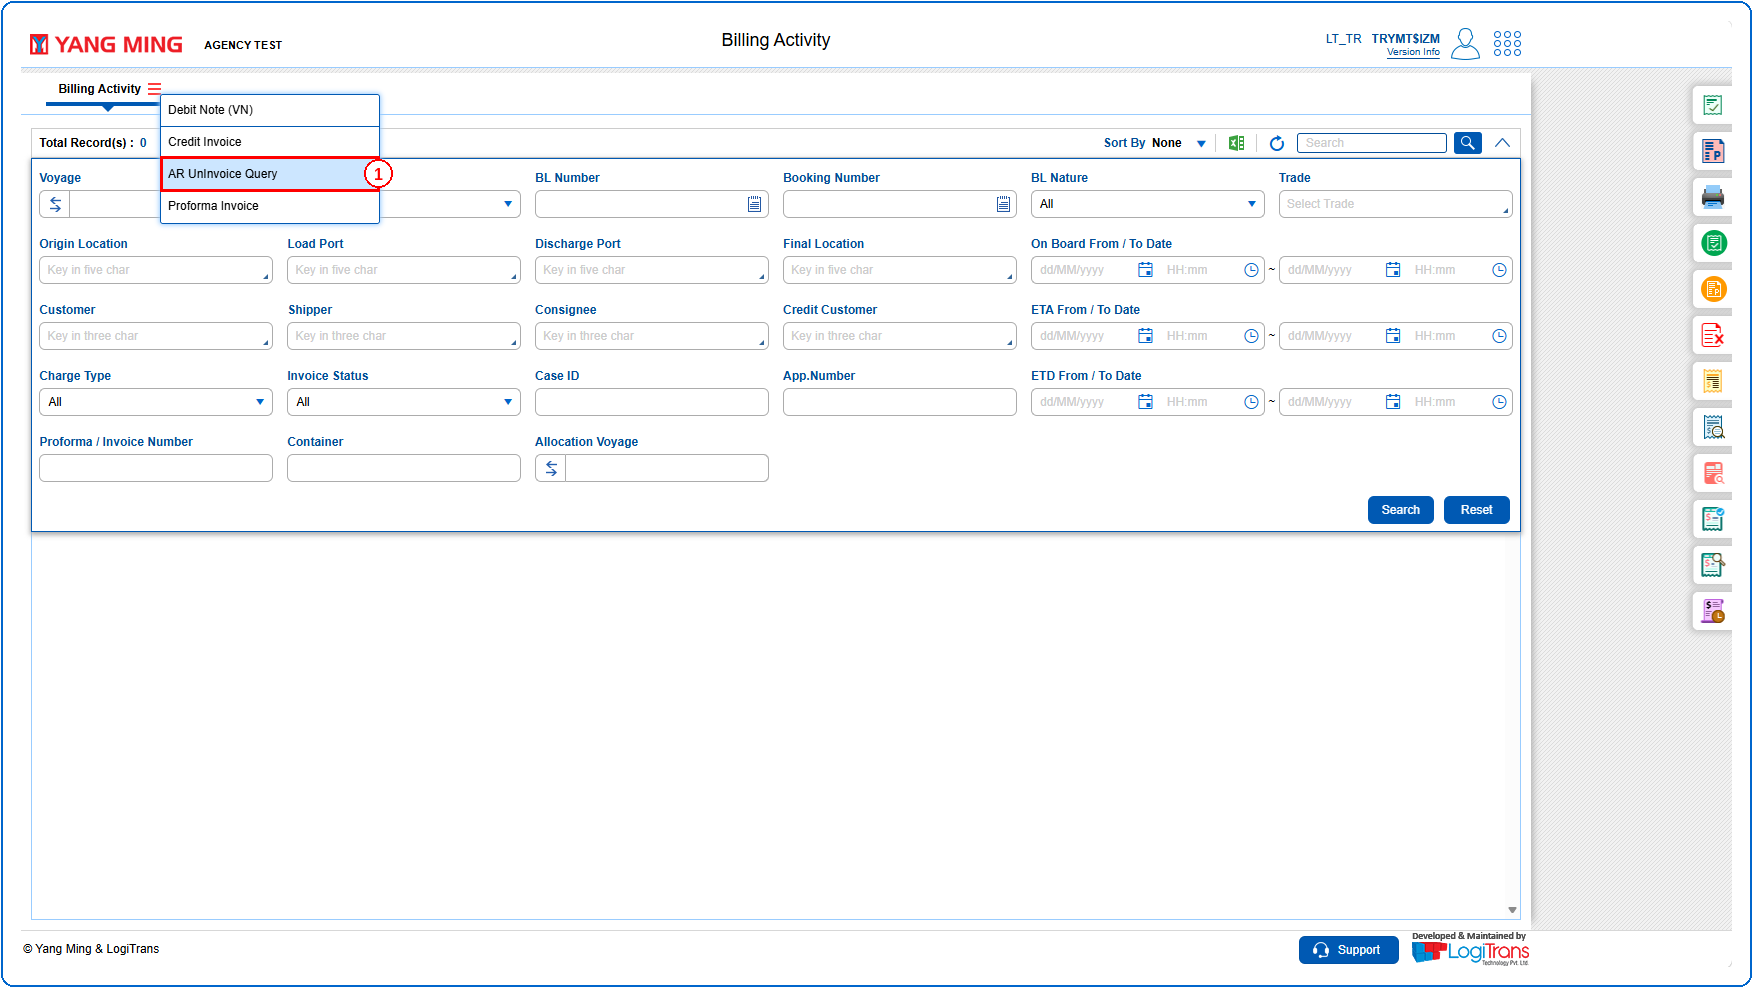 YANG MING AGENCY TEST
Billing Activity
LT_TR TRYMT$IZM
Version Info
Billing Activity
Debit Note (VN)
Credit Invoice
AR UnInvoice Query
1
Proforma Invoice
Total Record(s) : 0
Sort By None
Search
Voyage
BL Number
Booking Number
BL Nature
Trade
All
Select Trade
Origin Location
Load Port
Discharge Port
Final Location
On Board From / To Date
Key in five char
Key in five char
Key in five char
Key in five char
dd/MM/yyyy HH:mm ~ dd/MM/yyyy HH:mm
Customer
Shipper
Consignee
Credit Customer
ETA From / To Date
Key in three char
Key in three char
Key in three char
Key in three char
dd/MM/yyyy HH:mm ~ dd/MM/yyyy HH:mm
Charge Type
Invoice Status
Case ID
App.Number
ETD From / To Date
All
All
dd/MM/yyyy HH:mm ~ dd/MM/yyyy HH:mm
Proforma / Invoice Number
Container
Allocation Voyage
Search
Reset
© Yang Ming & LogiTrans
Support
Developed & Maintained by
LogiTrans
Technology Pvt. Ltd.